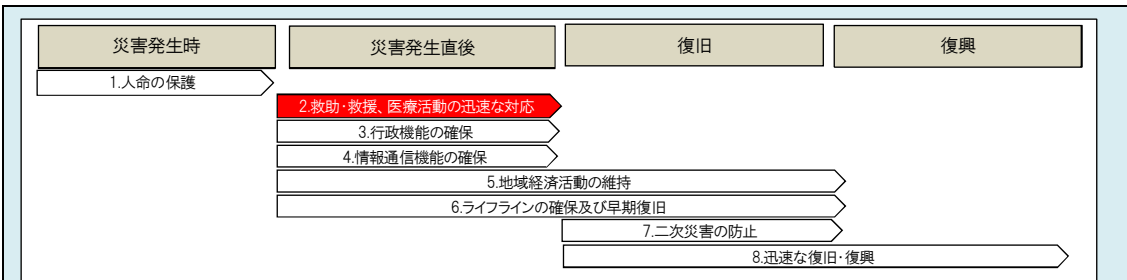 災害発生時
災害発生直後
復旧
復興
1.人命の保護
2.救助・救援、医療活動の迅速な対応
3.行政機能の確保
4.情報通信機能の確保
5.地域経済活動の維持
6.ライフラインの確保及び早期復旧
7.二次災害の防止
8.迅速な復旧・復興